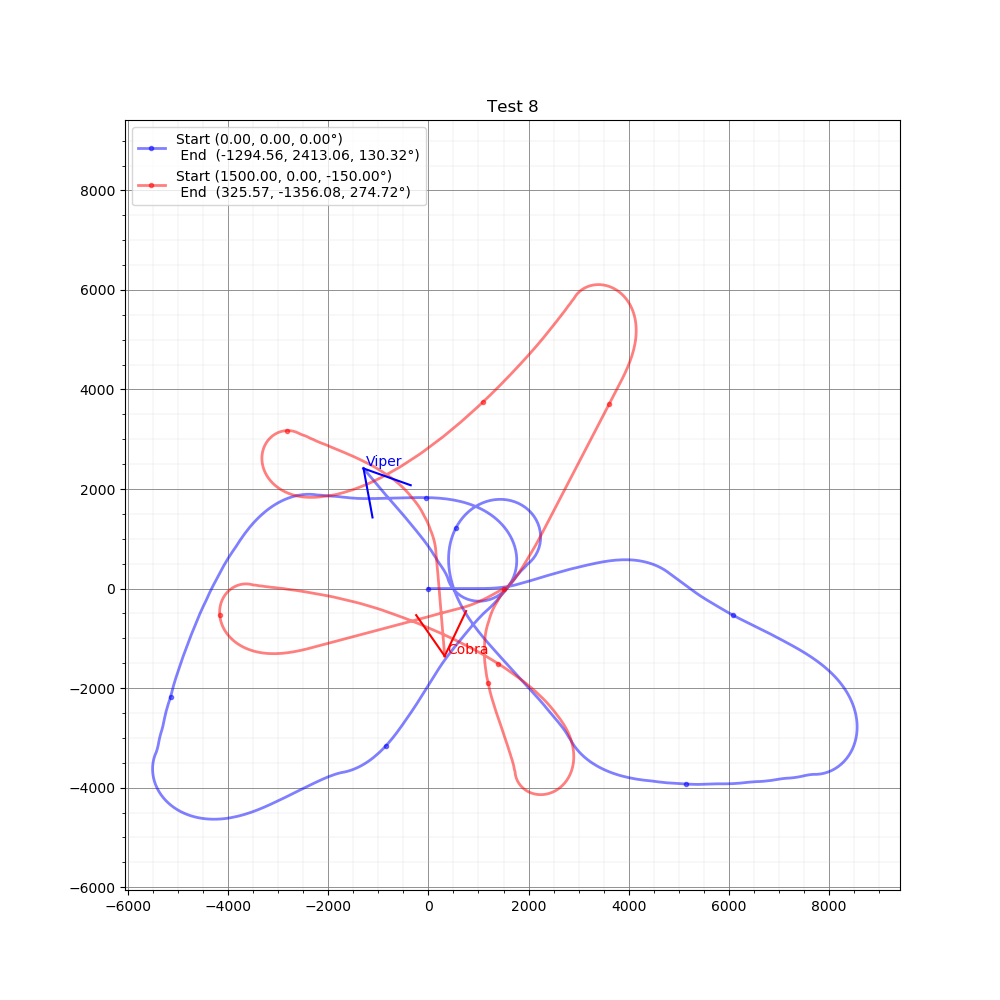 Test 8
Start (0.00, 0.00, 0.00°)
End (-1294.56, 2413.06, 130.32°)
Start (1500.00, 0.00, -150.00°)
End (325.57, -1356.08, 274.72°)
8000
6000
4000
2000
0
−2000
−4000
−6000
Viper
Cobra
−6000 −4000 −2000 0 2000 4000 6000 8000